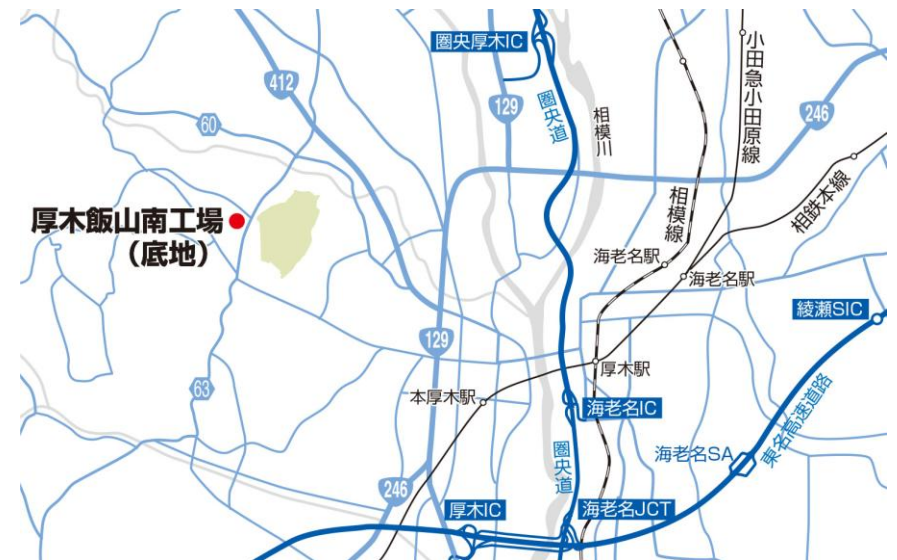 圏央厚木IC
412
129
圏央道
相模川
小田急小田原線
246
60
厚木飯山南工場
（底地）
相模線
相鉄本線
海老名駅
海老名駅
綾瀬SIC
129
厚木駅
63
本厚木駅
海老名IC
圏央道
海老名SA
東名高速道路
246
厚木IC
海老名JCT